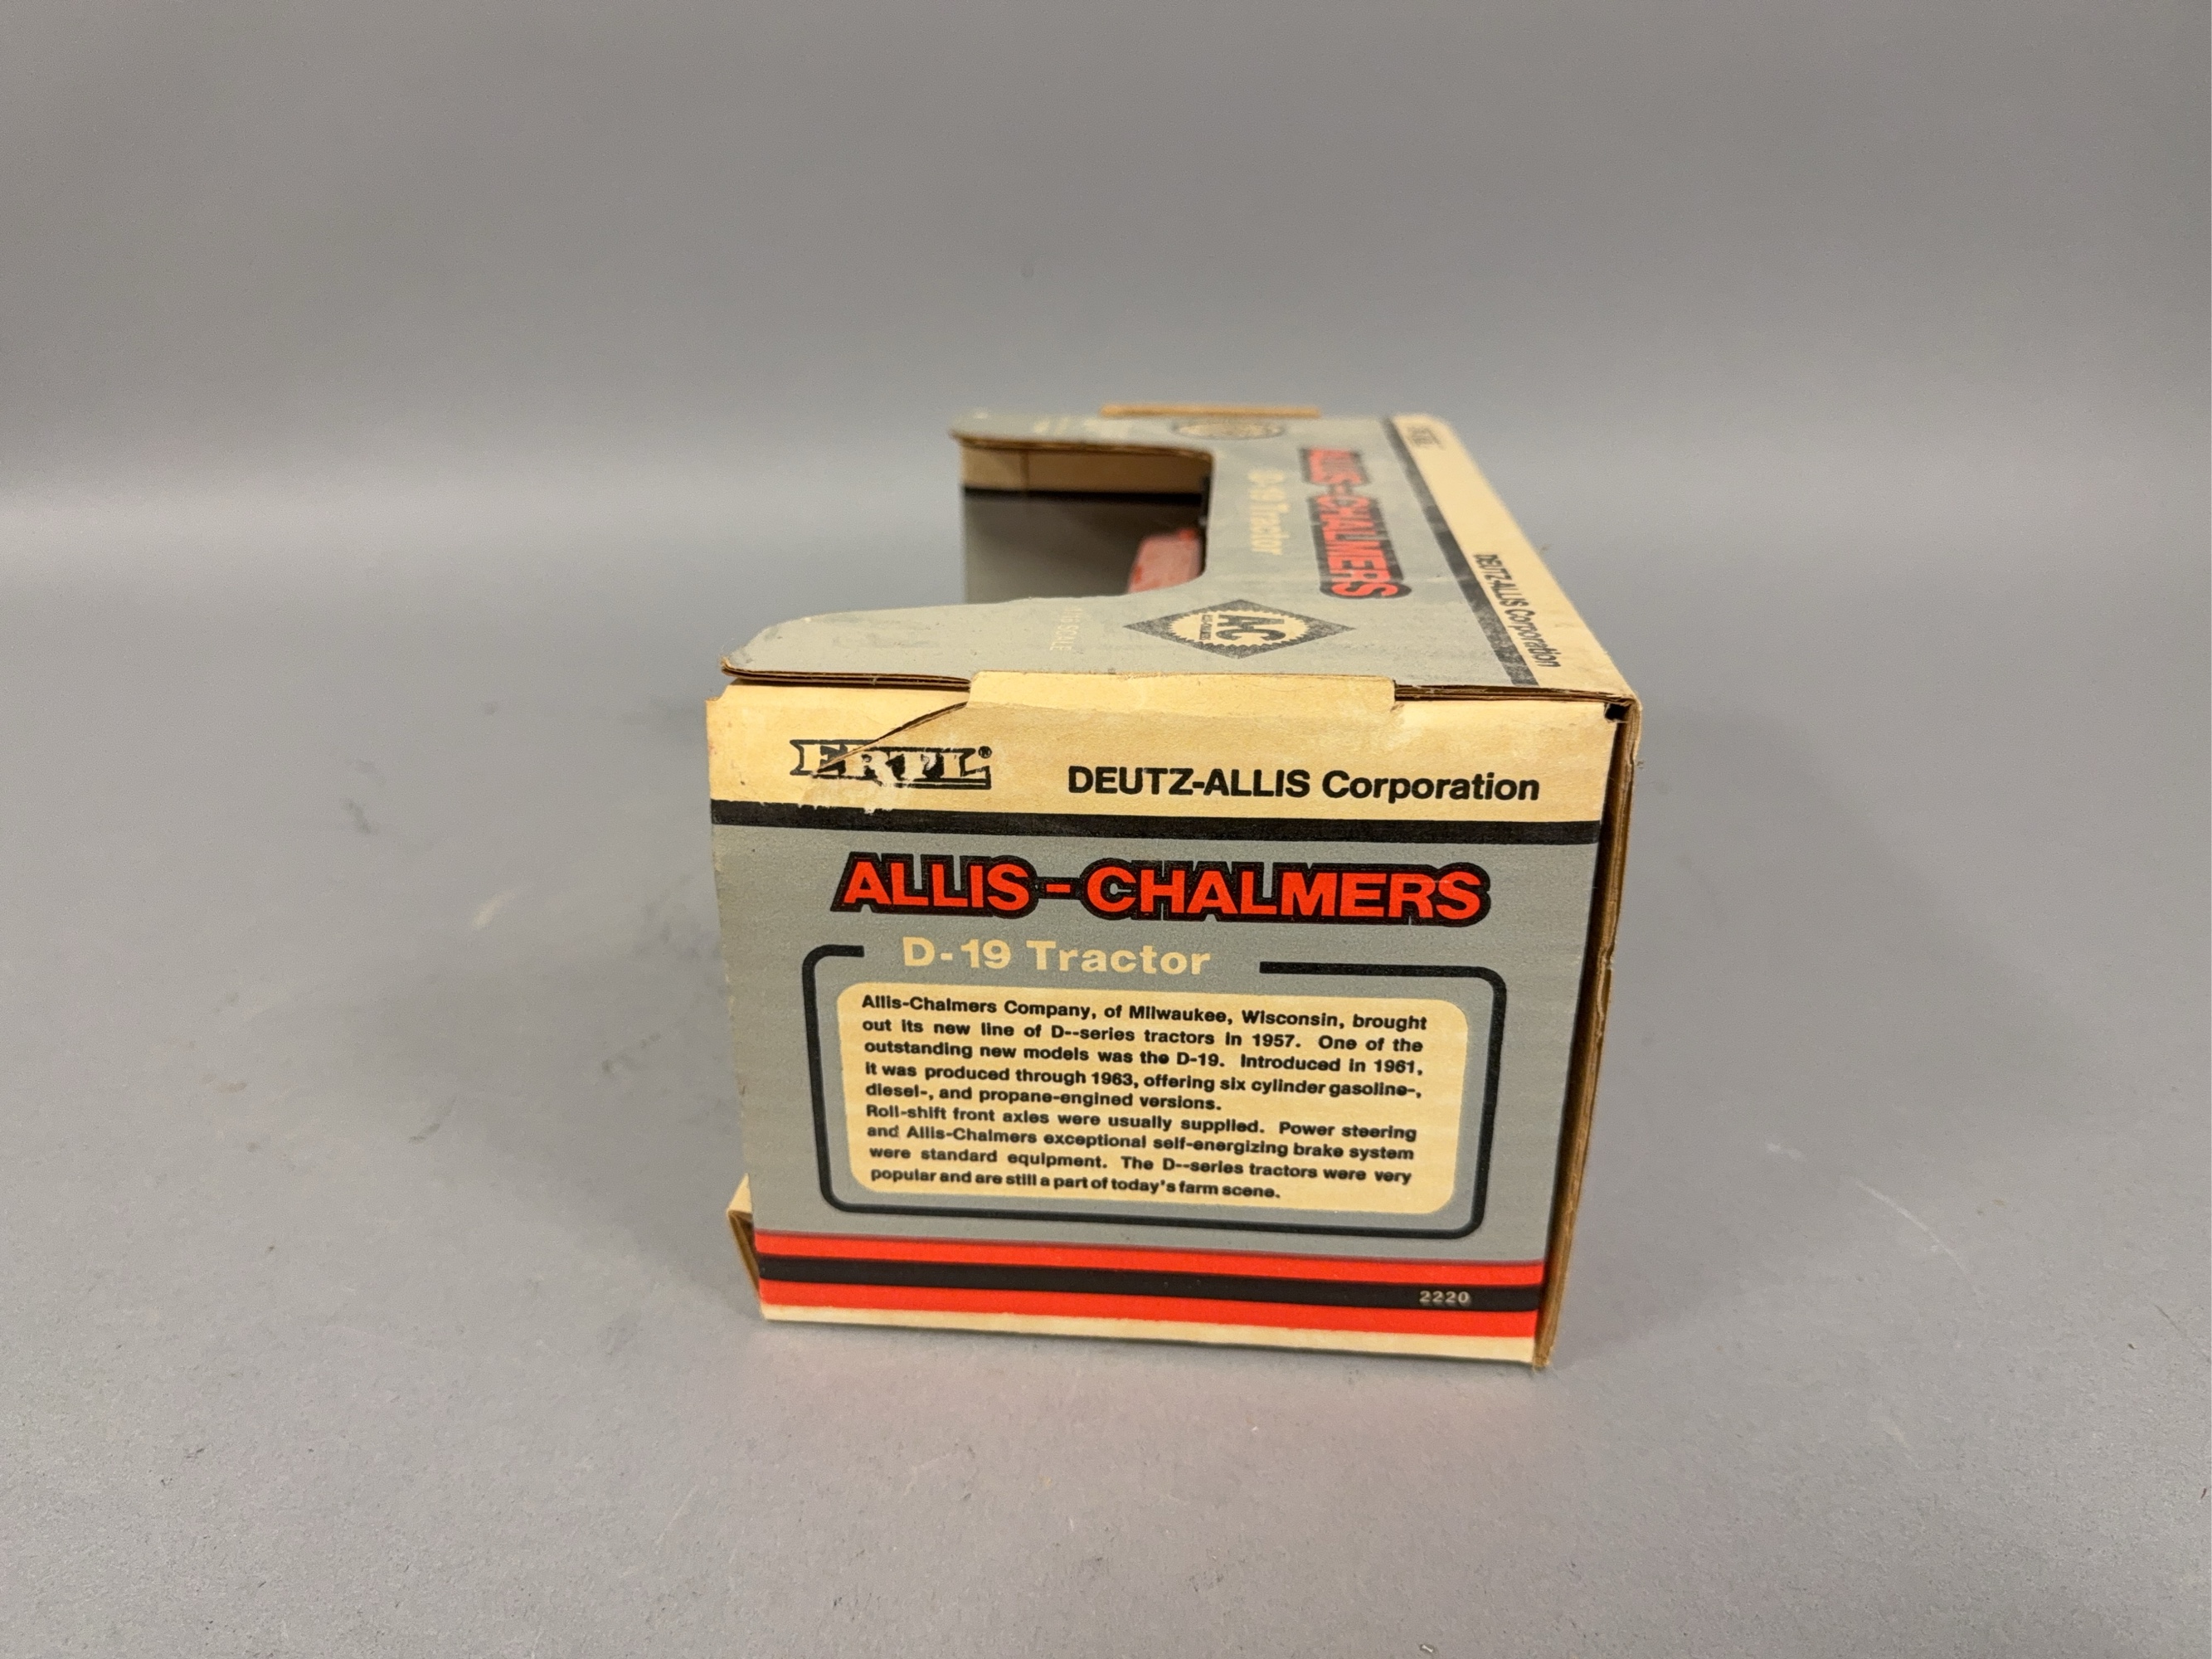 DEUTZ-ALLIS Corporation
ALLIS-CHALMERS
D-19 Tractor
A-C
ALLIS-CHALMERS
SCALE
ERTL®
DEUTZ-ALLIS Corporation
ALLIS-CHALMERS
D-19 Tractor
Allis-Chalmers Company, of Milwaukee, Wisconsin, brought
out its new line of D--series tractors in 1957. One of the
outstanding new models was the D-19. Introduced in 1961,
it was produced through 1963, offering six cylinder gasoline-,
diesel-, and propane-engined versions.
Roll-shift front axles were usually supplied. Power steering
and Allis-Chalmers exceptional self-energizing brake system
were standard equipment. The D--series tractors were very
popular and are still a part of today's farm scene.
2220